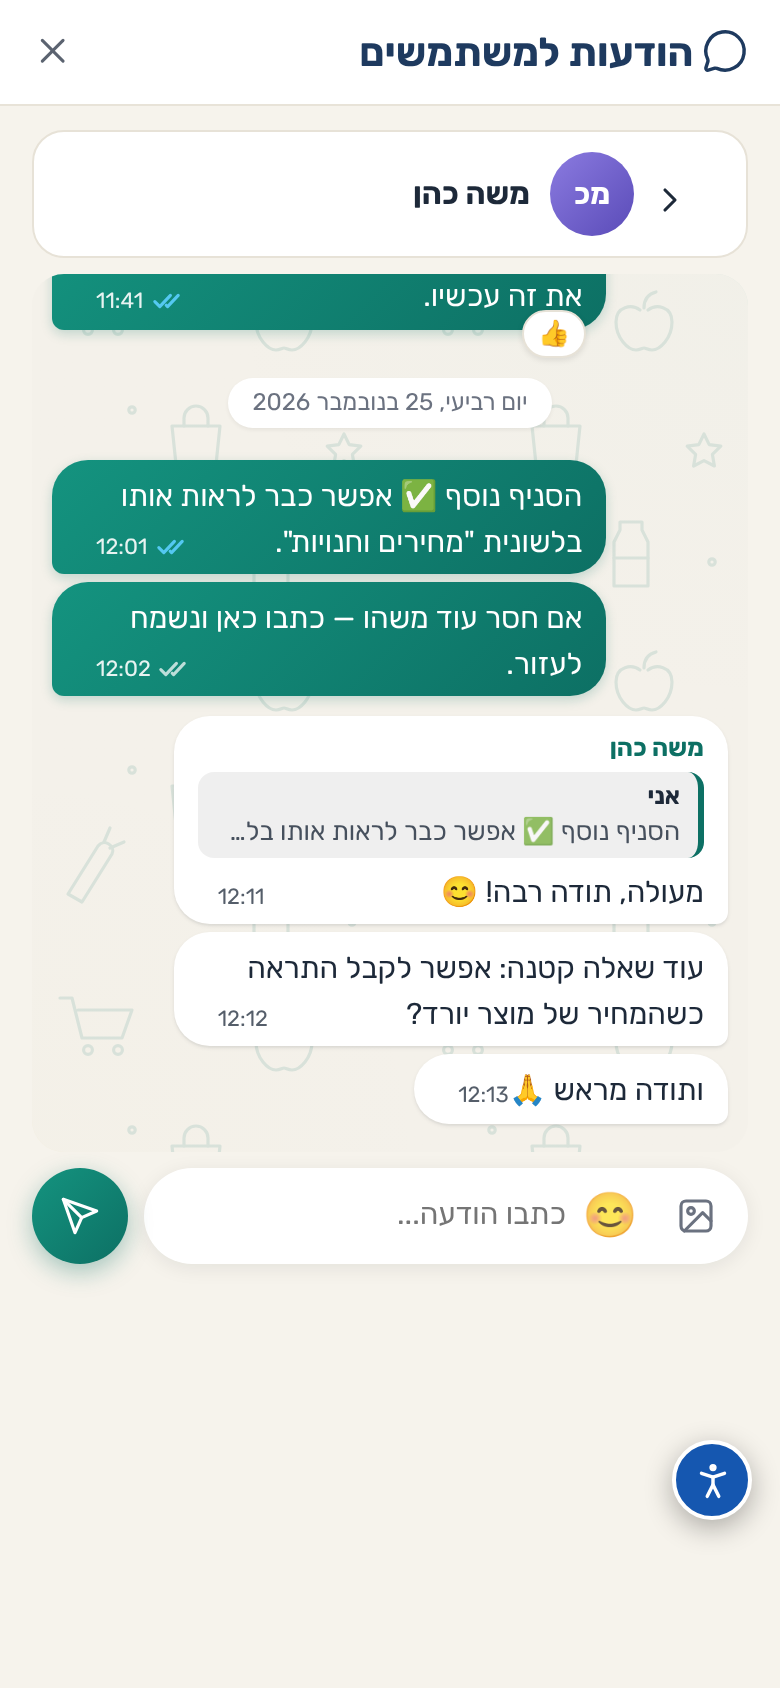 הודעות למשתמשים
מכ
משה כהן
את זה עכשיו.
11:41
👍
יום רביעי, 25 בנובמבר 2026
הסניף נוסף ✅ אפשר כבר לראות אותו
בלשונית "מחירים וחנויות".
12:01
אם חסר עוד משהו – כתבו כאן ונשמח
לעזור.
12:02
משה כהן
אני
הסניף נוסף ✅ אפשר כבר לראות אותו בל...
מעולה, תודה רבה! 😊
12:11
עוד שאלה קטנה: אפשר לקבל התראה
כשהמחיר של מוצר יורד?
12:12
ותודה מראש 🙏
12:13
😊
כתבו הודעה...